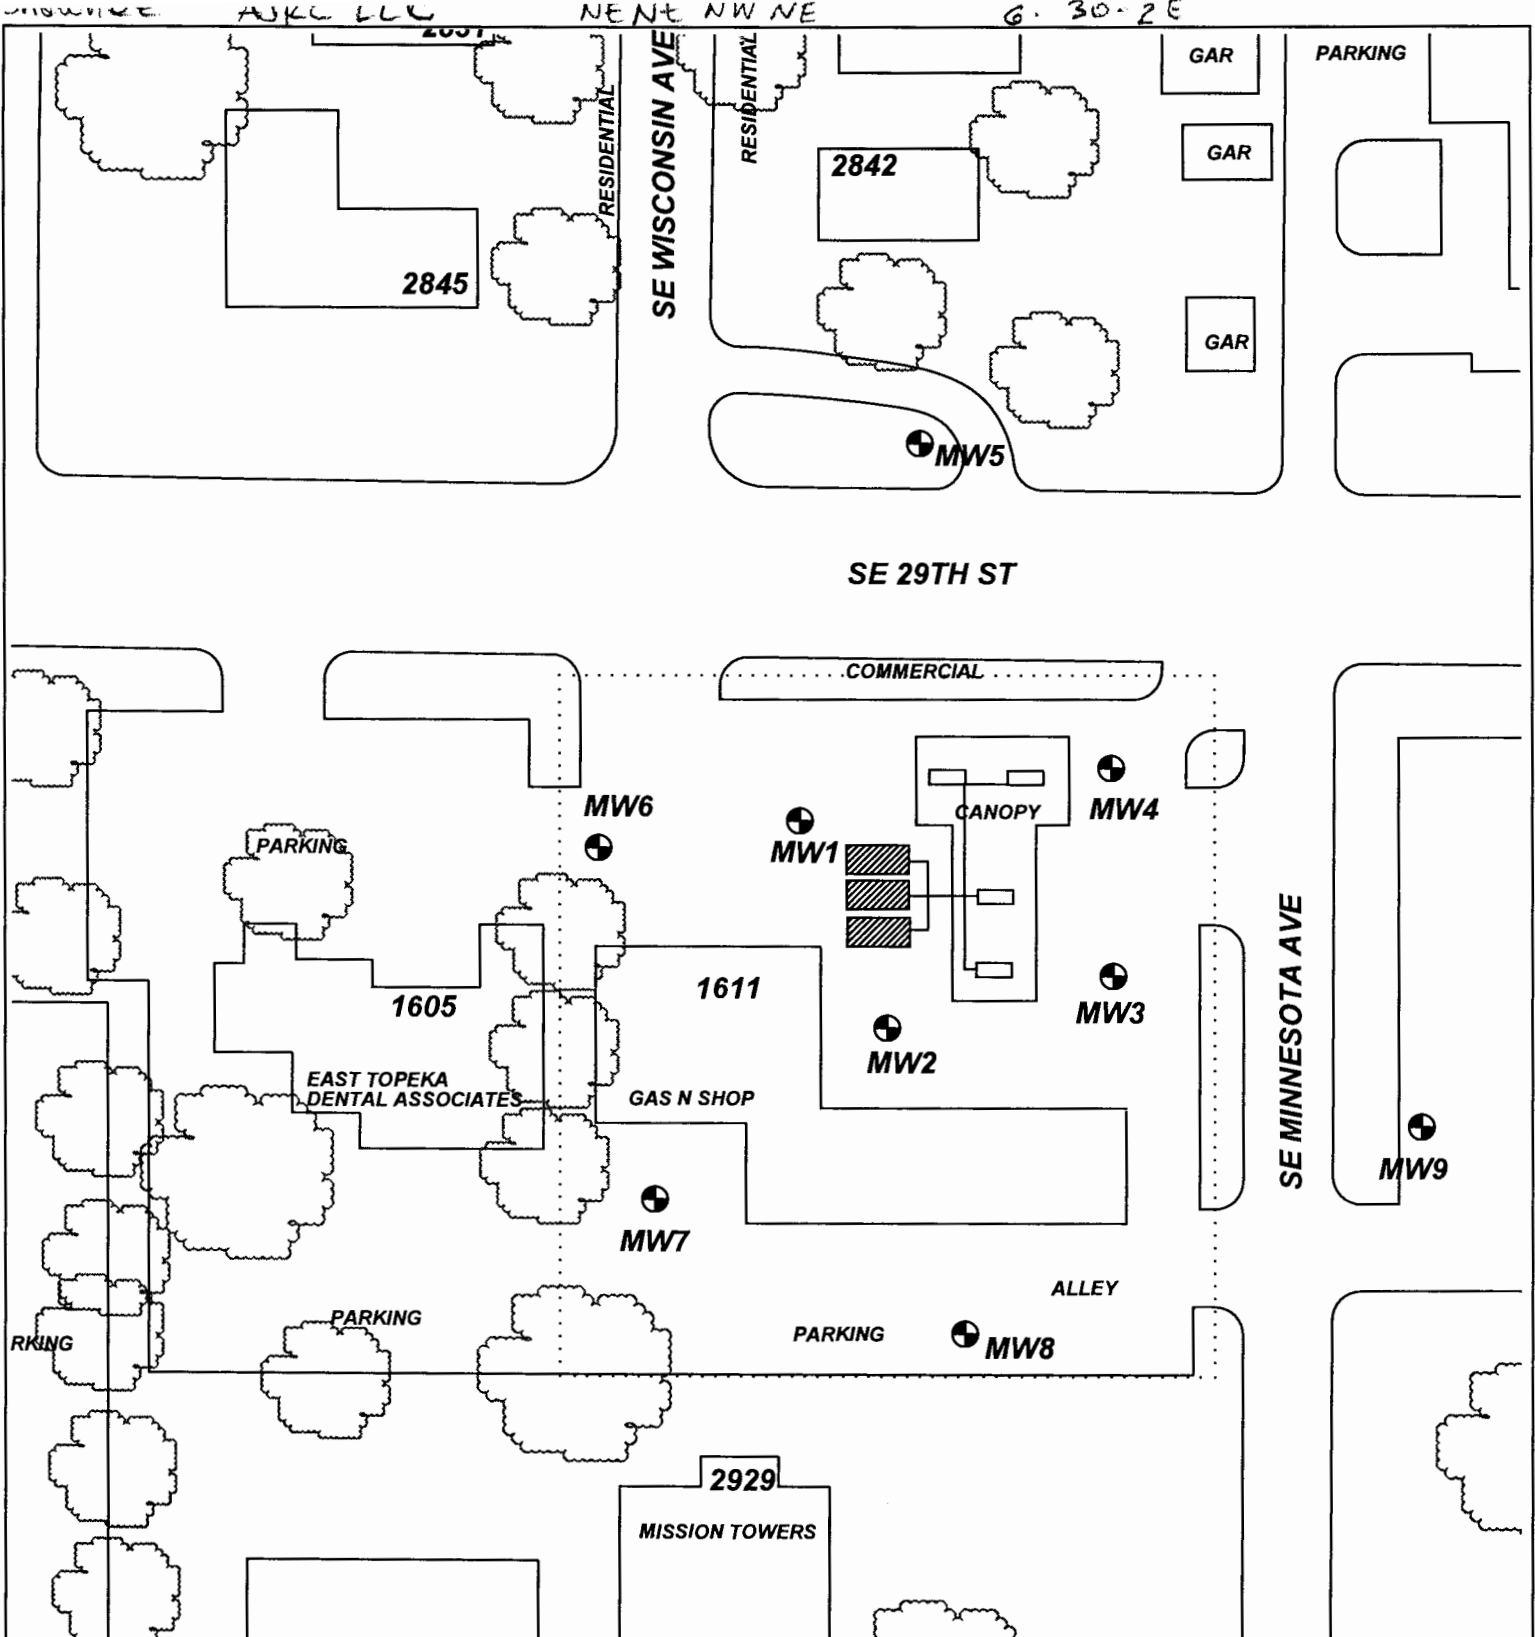 AJKC LLC NENE NW NE 6-30-2E
RESIDENTIAL
SE WISCONSIN AVE
RESIDENTIAL
GAR
PARKING
GAR
2842
2845
GAR
MW5
SE 29TH ST
COMMERCIAL
MW6
MW4
CANOPY
PARKING
MW1
1611
1605
MW3
MW2
SE MINNESOTA AVE
EAST TOPEKA
DENTAL ASSOCIATES
GAS N SHOP
MW9
MW7
ALLEY
PARKING
PARKING
RKING
MW8
2929
MISSION TOWERS